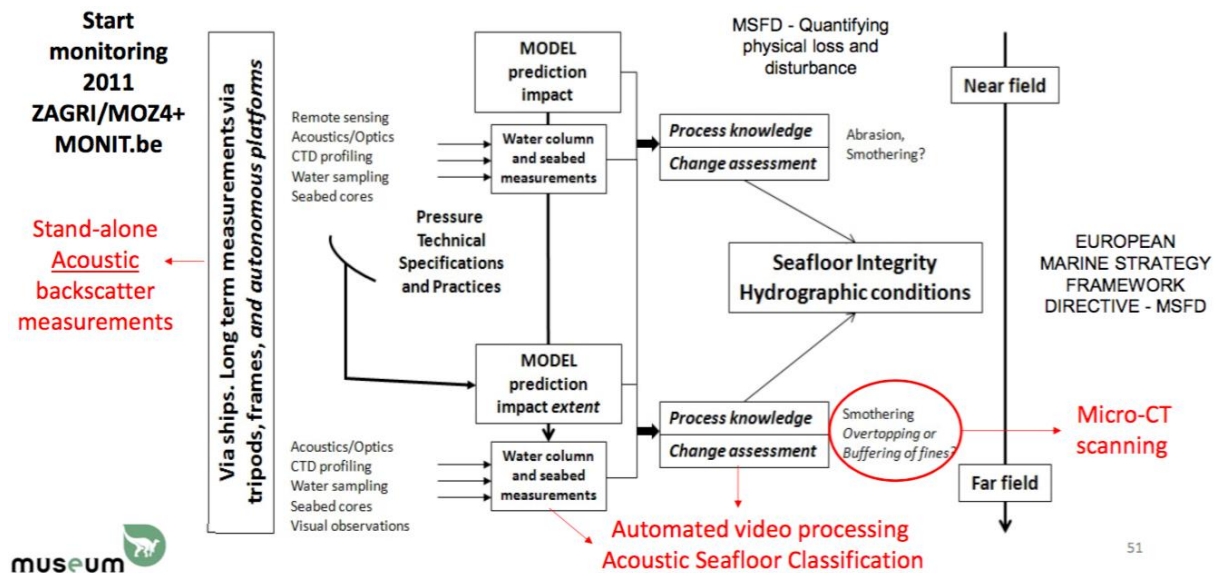 Start
monitoring
2011
ZAGRI/MOZ4+
MONIT.be
Stand-alone
Acoustic
backscatter
measurements
Via ships. Long term measurements via
tripods, frames, and autonomous platforms
Remote sensing
Acoustics/Optics
CTD profiling
Water sampling
Seabed cores
MODEL
prediction
impact
Water column
and seabed
measurements
Pressure
Technical
Specifications
and Practices
MODEL
prediction
impact extent
Acoustics/Optics
CTD profiling
Water sampling
Seabed cores
Visual observations
Water column
and seabed
measurements
MSFD - Quantifying
physical loss and
disturbance
Process knowledge
Change assessment
Abrasion,
Smothering?
Seafloor Integrity
Hydrographic conditions
Process knowledge
Change assessment
Smothering
Overtopping or
Buffering of fines?
Automated video processing
Acoustic Seafloor Classification
Near field
EUROPEAN
MARINE STRATEGY
FRAMEWORK
DIRECTIVE - MSFD
Micro-CT
scanning
Far field
museum
51